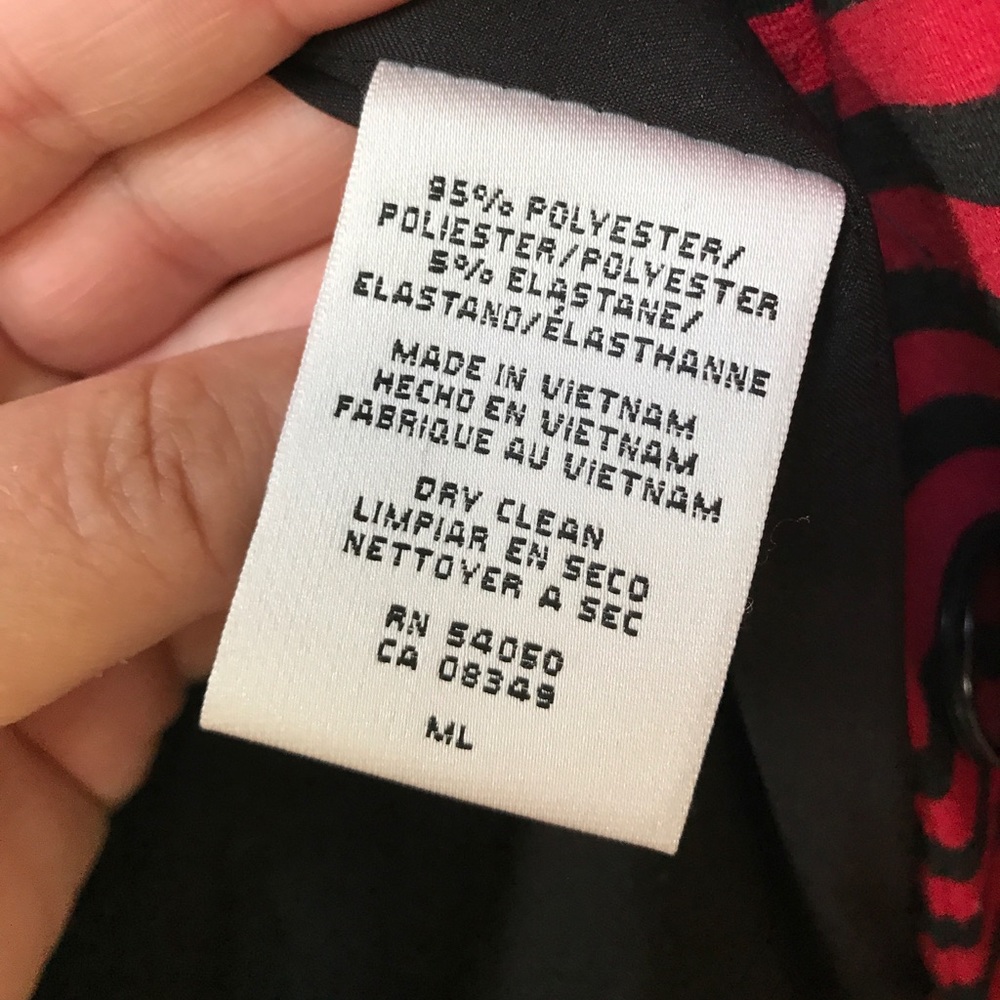 95% POLYESTER/
POLIESTER/POLYESTER
5% ELASTANE/
ELASTANO/ÉLASTHANNE
MADE IN VIETNAM
HECHO EN VIETNAM
FABRIQUE AU VIETNAM
DRY CLEAN
LIMPIAR EN SECO
NETTOYER A SEC
RN 54050
CA 08349
ML